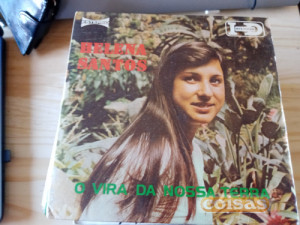 HELENA
SANTOS
O VIRA DA NOSSA TERRA
coisas